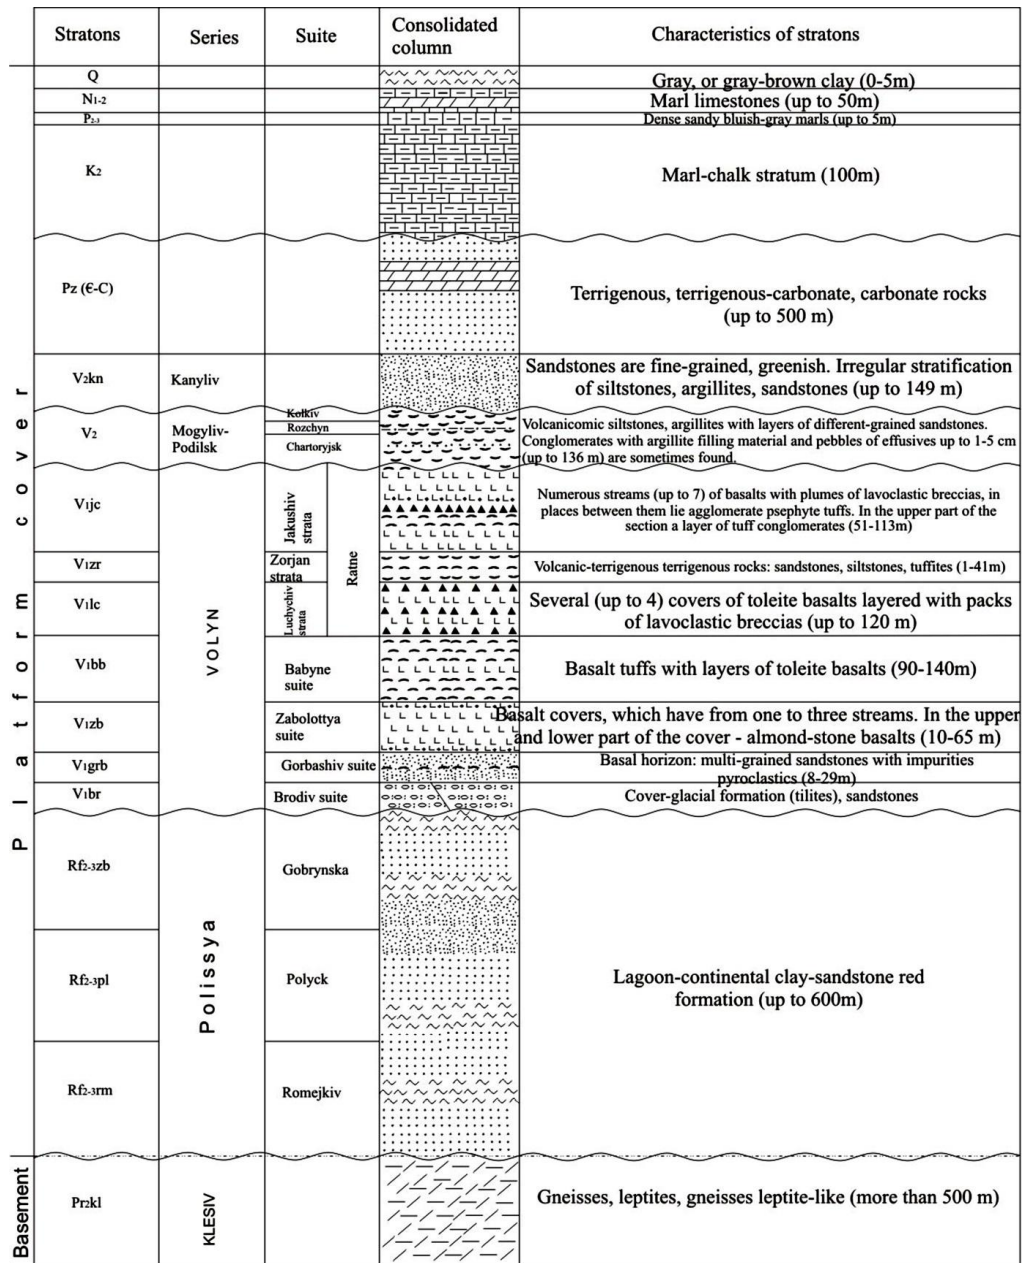 Stratons
Series
Suite
Consolidated
column
Characteristics of stratons
Q
Gray, or gray-brown clay (0-5m)
N1-2
Marl limestones (up to 50m)
P2-3
Dense sandy bluish-gray marls (up to 5m)
K2
Marl-chalk stratum (100m)
Pz (€-C)
Terrigenous, terrigenous-carbonate, carbonate rocks
(up to 500 m)
V2kn
Kanyliv
Sandstones are fine-grained, greenish. Irregular stratification
of siltstones, argillites, sandstones (up to 149 m)
V2
Mogyliv-
Podilsk
Kolkiv
Rozchyn
Chartoryjsk
Volcanicomic siltstones, argillites with layers of different-grained sandstones.
Conglomerates with argillite filling material and pebbles of effusives up to 1-5 cm
(up to 136 m) are sometimes found.
V1jc
Jakushiv
strata
Numerous streams (up to 7) of basalts with plumes of lavoclastic breccias, in
places between them lie agglomerate psephyte tuffs. In the upper part of the
section a layer of tuff conglomerates (51-113m)
V1zr
Zorjan
strata
Ratne
Volcanic-terrigenous terrigenous rocks: sandstones, siltstones, tuffites (1-41m)
V1lc
Luchychiv
strata
Several (up to 4) covers of toleite basalts layered with packs
of lavoclastic breccias (up to 120 m)
VOLYN
V1bb
Babyne
suite
Basalt tuffs with layers of toleite basalts (90-140m)
V1zb
Zabolottya
suite
Basalt covers, which have from one to three streams. In the upper
and lower part of the cover - almond-stone basalts (10-65 m)
V1grb
Gorbashiv suite
Basal horizon: multi-grained sandstones with impurities
pyroclastics (8-29m)
V1br
Brodiv suite
Cover-glacial formation (tilites), sandstones
Platform cover
Rf2-3zb
Gobrynska
Polissya
Rf2-3pl
Polyck
Lagoon-continental clay-sandstone red
formation (up to 600m)
Rf2-3rm
Romejkiv
Basement
Pr2kl
KLESIV
Gneisses, leptites, gneisses leptite-like (more than 500 m)